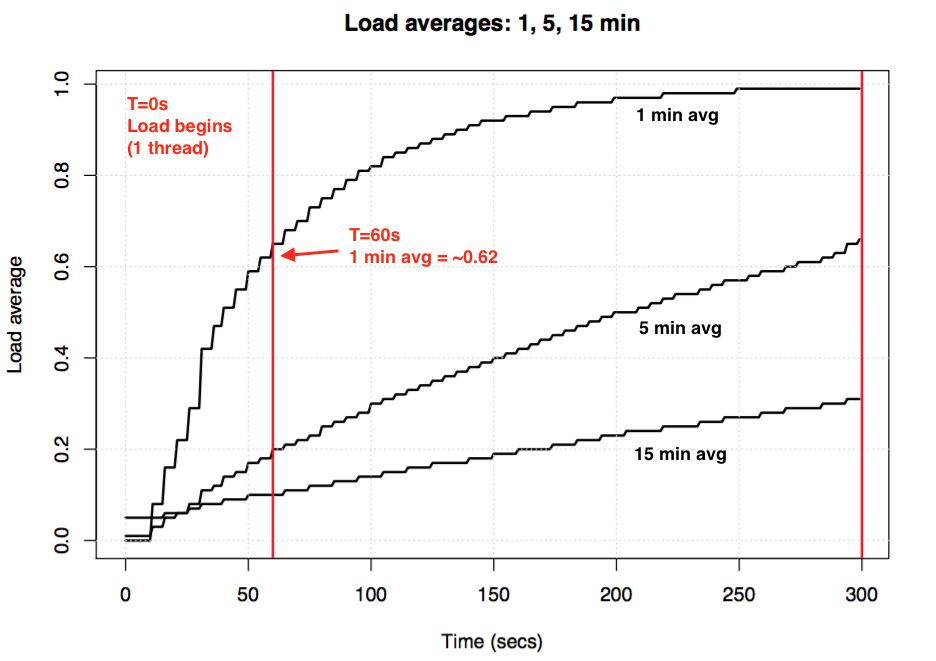 Load averages: 1, 5, 15 min
T=0s
Load begins
(1 thread)
1 min avg
T=60s
1 min avg = ~0.62
5 min avg
15 min avg
Load average
1.0
0.8
0.6
0.4
0.2
0.0
0
50
100
150
200
250
300
Time (secs)